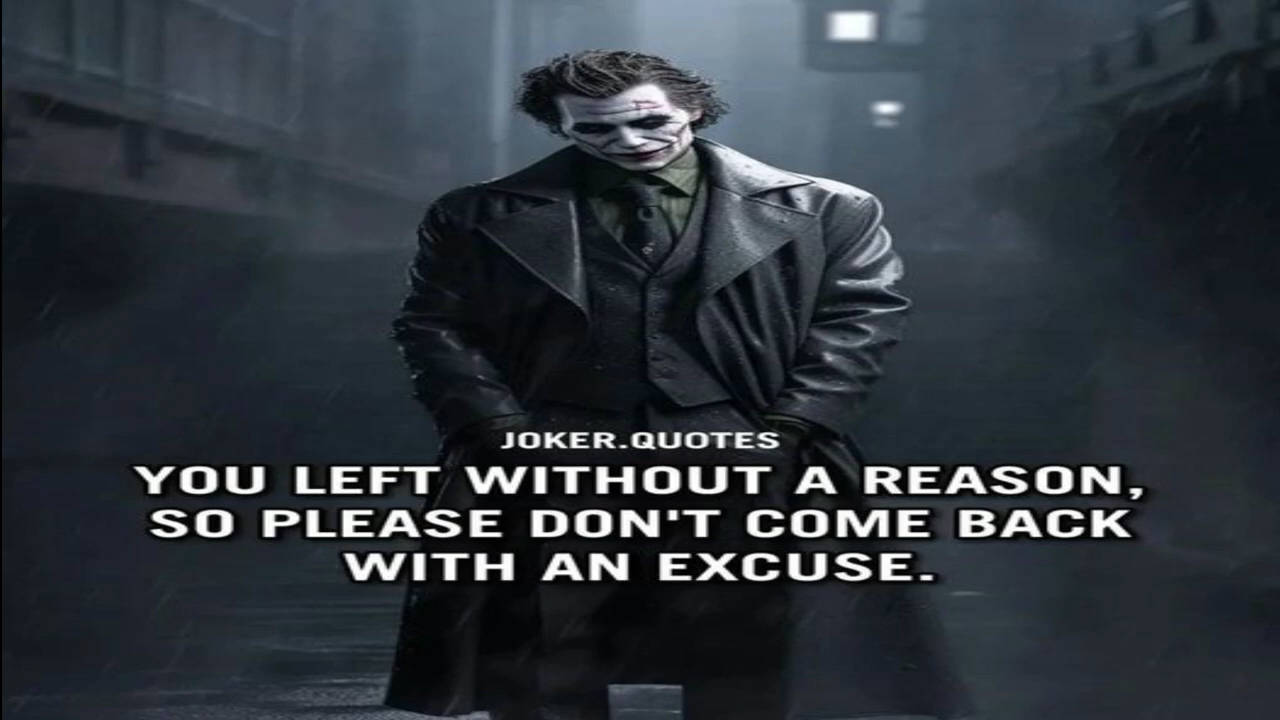 JOKER.QUOTES
YOU LEFT WITHOUT A REASON,
SO PLEASE DON'T COME BACK
WITH AN EXCUSE.